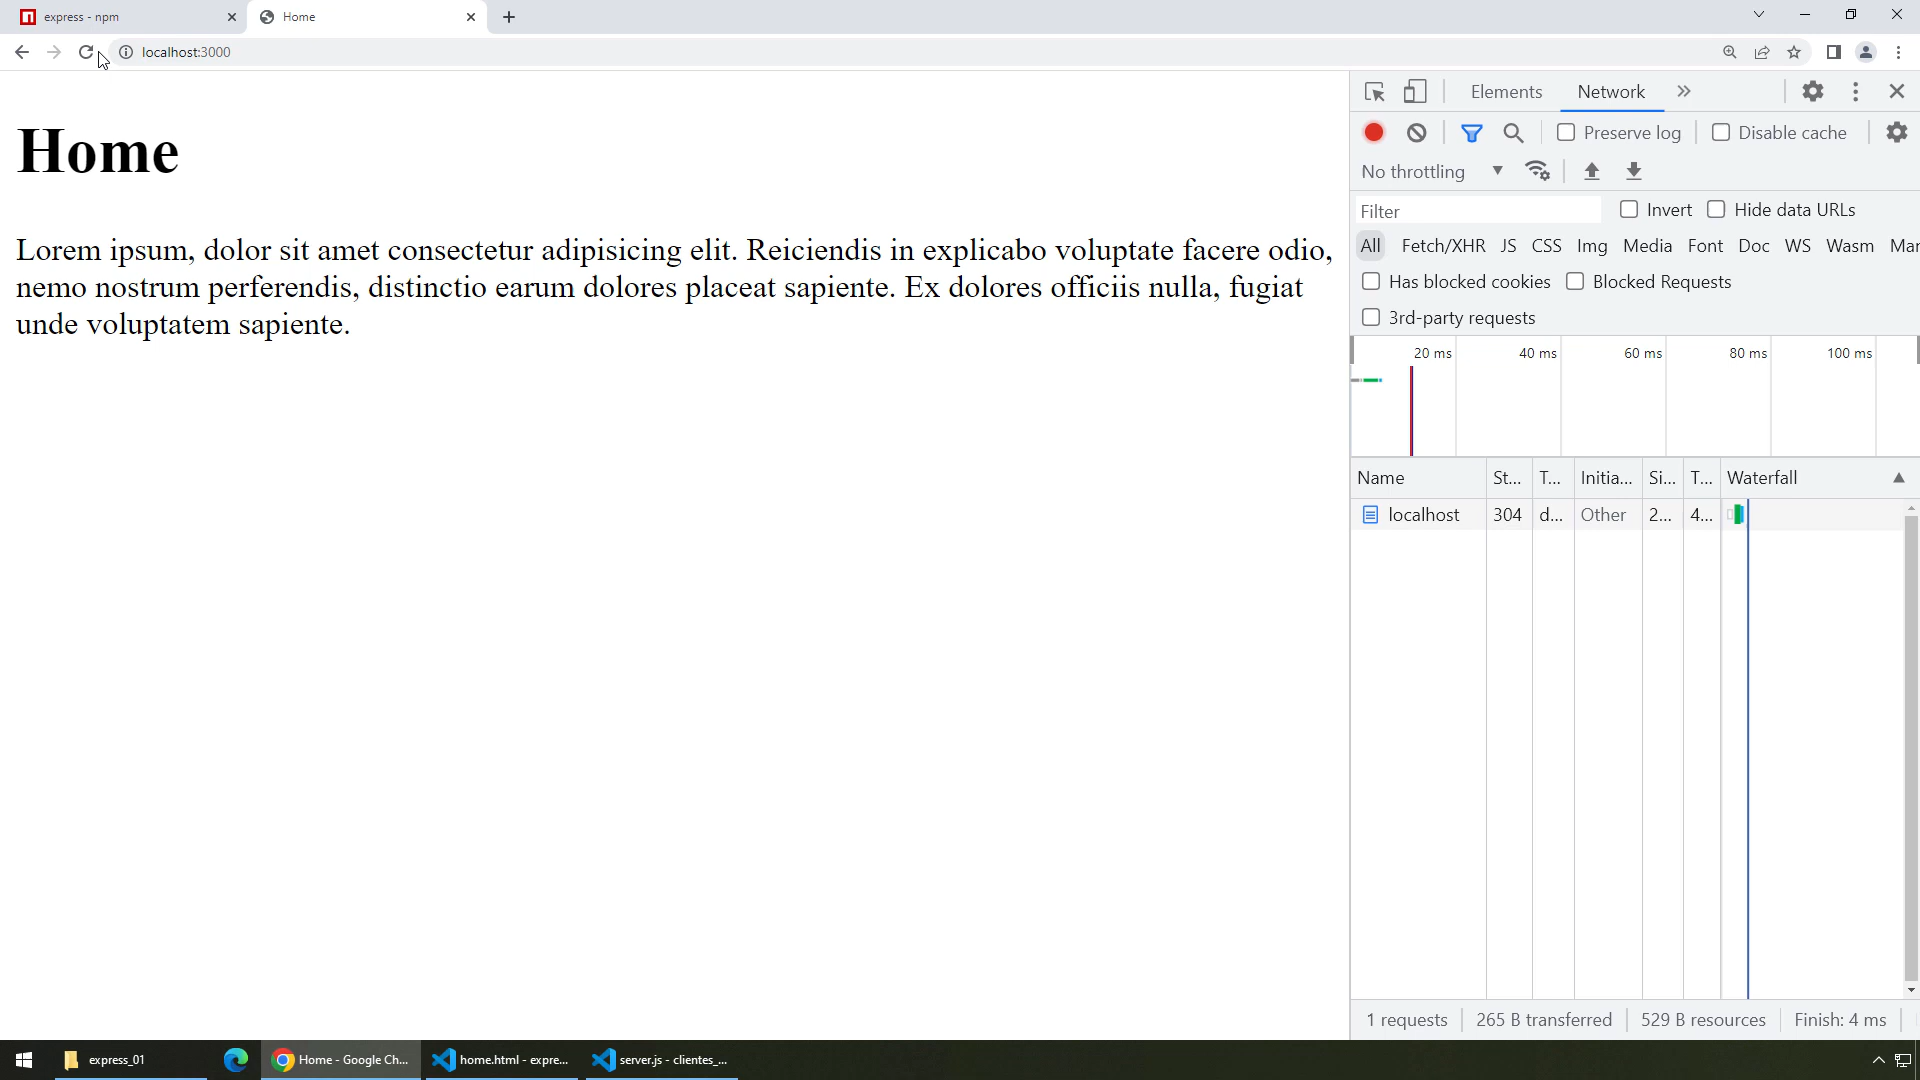 express - npm
Home
localhost:3000
Home
Lorem ipsum, dolor sit amet consectetur adipisicing elit. Reiciendis in explicabo voluptate facere odio,
nemo nostrum perferendis, distinctio earum dolores placeat sapiente. Ex dolores officiis nulla, fugiat
unde voluptatem sapiente.
Elements Network
Preserve log Disable cache
No throttling
Filter Invert Hide data URLs
All Fetch/XHR JS CSS Img Media Font Doc WS Wasm Mar
Has blocked cookies Blocked Requests
3rd-party requests
20 ms 40 ms 60 ms 80 ms 100 ms
Name St... T... Initia... Si... T... Waterfall
localhost 304 d... Other 2... 4...
1 requests 265 B transferred 529 B resources Finish: 4 ms
express_01 Home - Google Ch... home.html - expre... server.js - clientes_...